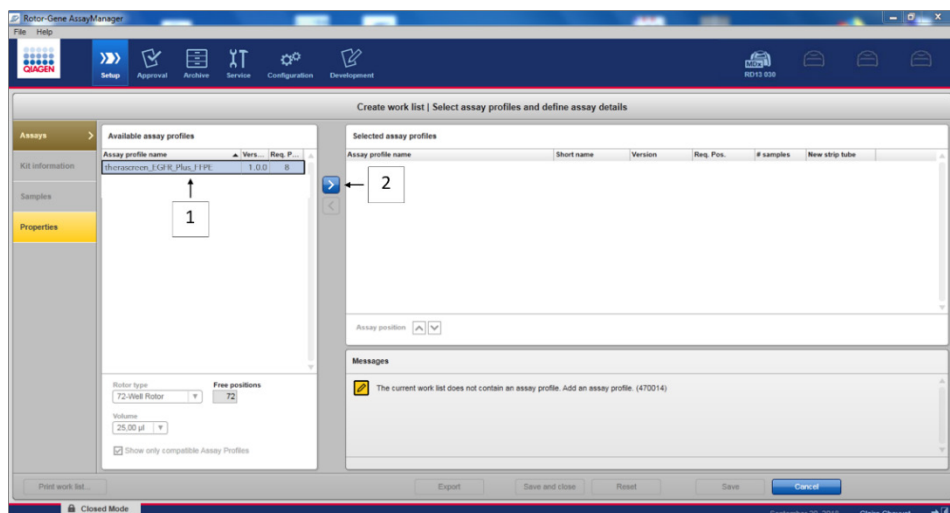 Rotor-Gene AssayManager
File Help
QIAGEN
Setup Approval Archive Service Configuration Development
MDx
RD13 030
Create work list | Select assay profiles and define assay details
Assays
Kit information
Samples
Properties
Available assay profiles
Assay profile name Vers... Req. P...
therascreen_EGFR_Plus_FFPE 1.0.0 8
1
2
Rotor type Free positions
72-Well Rotor 72
Volume
25,00 µl
Show only compatible Assay Profiles
Selected assay profiles
Assay profile name Short name Version Req. Pos. # samples New strip tube
Assay position
Messages
The current work list does not contain an assay profile. Add an assay profile. (470014)
Print work list... Export Save and close Reset Save Cancel
Closed Mode